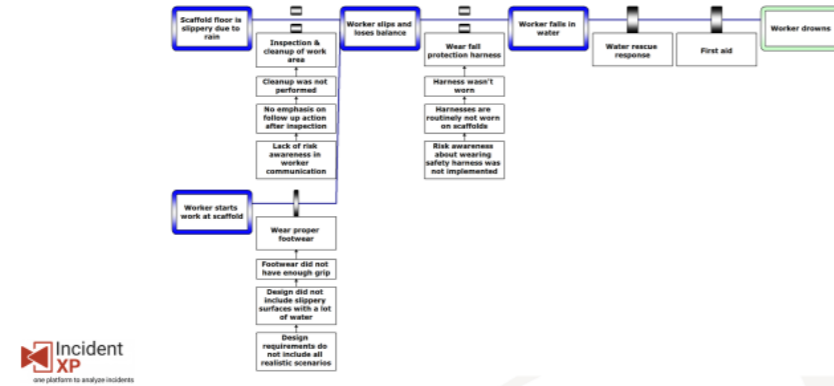 Scaffold floor is
slippery due to
rain
Inspection &
cleanup of work
area
Cleanup was not
performed
No emphasis on
follow up action
after inspection
Lack of risk
awareness in
worker
communication
Worker slips and
loses balance
Wear fall
protection harness
Harness wasn't
worn
Harnesses are
routinely not worn
on scaffolds
Risk awareness
about wearing
safety harness was
not implemented
Worker falls in
water
Water rescue
response
First aid
Worker drowns
Worker starts
work at scaffold
Wear proper
footwear
Footwear did not
have enough grip
Design did not
include slippery
surfaces with a lot
of water
Design
requirements do
not include all
realistic scenarios
Incident
XP
one platform to analyze incidents